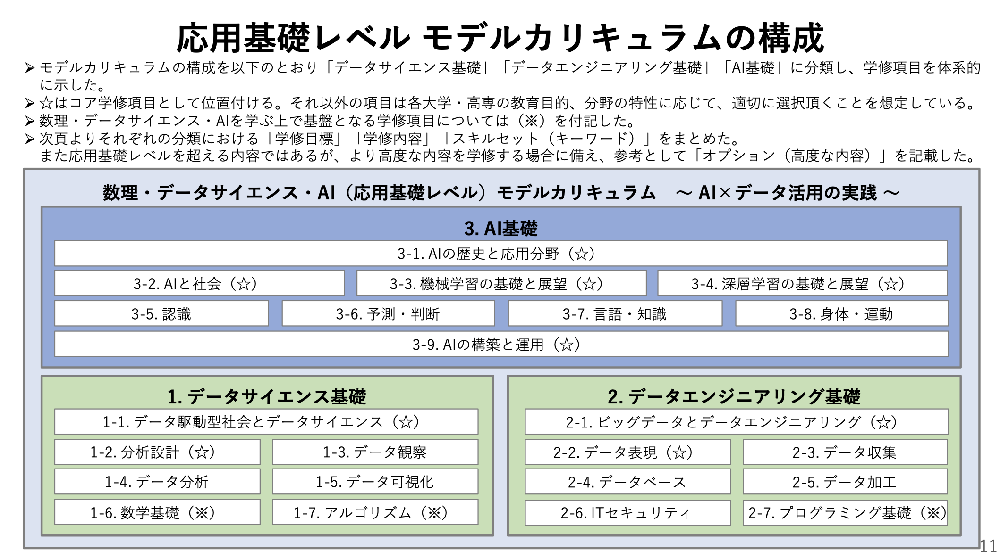 応用基礎レベル モデルカリキュラムの構成
➢ モデルカリキュラムの構成を以下のとおり「データサイエンス基礎」「データエンジニアリング基礎」「AI基礎」に分類し、学修項目を体系的
に示した。
➢ ☆はコア学修項目として位置付ける。それ以外の項目は各大学・高専の教育目的、分野の特性に応じて、適切に選択頂くことを想定している。
➢ 数理・データサイエンス・AIを学ぶ上で基盤となる学修項目については（※）を付記した。
➢ 次頁よりそれぞれの分類における「学修目標」「学修内容」「スキルセット（キーワード）」をまとめた。
また応用基礎レベルを超える内容ではあるが、より高度な内容を学修する場合に備え、参考として「オプション（高度な内容）」を記載した。
数理・データサイエンス・AI（応用基礎レベル）モデルカリキュラム　～ AI×データ活用の実践 ～
3. AI基礎
3-1. AIの歴史と応用分野（☆）
3-2. AIと社会（☆）
3-3. 機械学習の基礎と展望（☆）
3-4. 深層学習の基礎と展望（☆）
3-5. 認識
3-6. 予測・判断
3-7. 言語・知識
3-8. 身体・運動
3-9. AIの構築と運用（☆）
1. データサイエンス基礎
1-1. データ駆動型社会とデータサイエンス（☆）
1-2. 分析設計（☆）
1-3. データ観察
1-4. データ分析
1-5. データ可視化
1-6. 数学基礎（※）
1-7. アルゴリズム（※）
2. データエンジニアリング基礎
2-1. ビッグデータとデータエンジニアリング（☆）
2-2. データ表現（☆）
2-3. データ収集
2-4. データベース
2-5. データ加工
2-6. ITセキュリティ
2-7. プログラミング基礎（※）
11